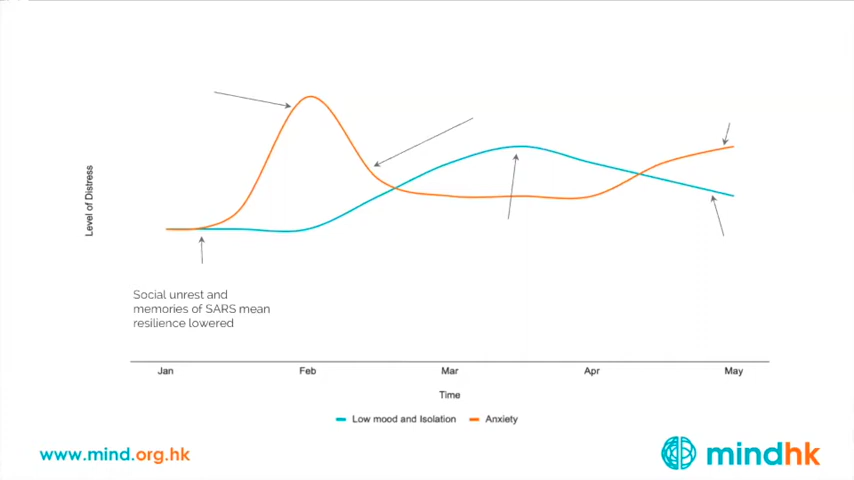 Level of Distress
Social unrest and
memories of SARS mean
resilience lowered
Jan Feb Mar Apr May
Time
Low mood and Isolation Anxiety
www.mind.org.hk
mindhk